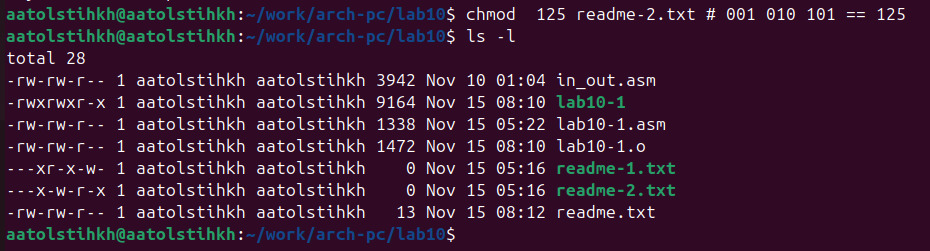 aatolstihkh@aatolstihkh:~/work/arch-pc/lab10$ chmod  125 readme-2.txt # 001 010 101 == 125
aatolstihkh@aatolstihkh:~/work/arch-pc/lab10$ ls -l
total 28
-rw-rw-r-- 1 aatolstihkh aatolstihkh 3942 Nov 10 01:04 in_out.asm
-rwxrwxr-x 1 aatolstihkh aatolstihkh 9164 Nov 15 08:10 lab10-1
-rw-rw-r-- 1 aatolstihkh aatolstihkh 1338 Nov 15 05:22 lab10-1.asm
-rw-rw-r-- 1 aatolstihkh aatolstihkh 1472 Nov 15 08:10 lab10-1.o
---xr-x-w- 1 aatolstihkh aatolstihkh    0 Nov 15 05:16 readme-1.txt
---x-w-r-x 1 aatolstihkh aatolstihkh    0 Nov 15 05:16 readme-2.txt
-rw-rw-r-- 1 aatolstihkh aatolstihkh   13 Nov 15 08:12 readme.txt
aatolstihkh@aatolstihkh:~/work/arch-pc/lab10$